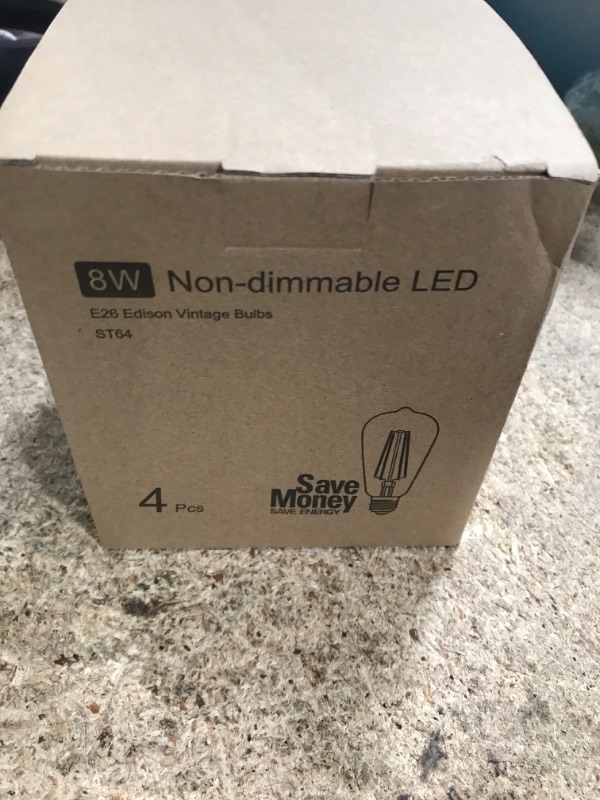 8W Non-dimmable LED
E26 Edison Vintage Bulbs
ST64
4 Pcs
Save
Money
SAVE ENERGY